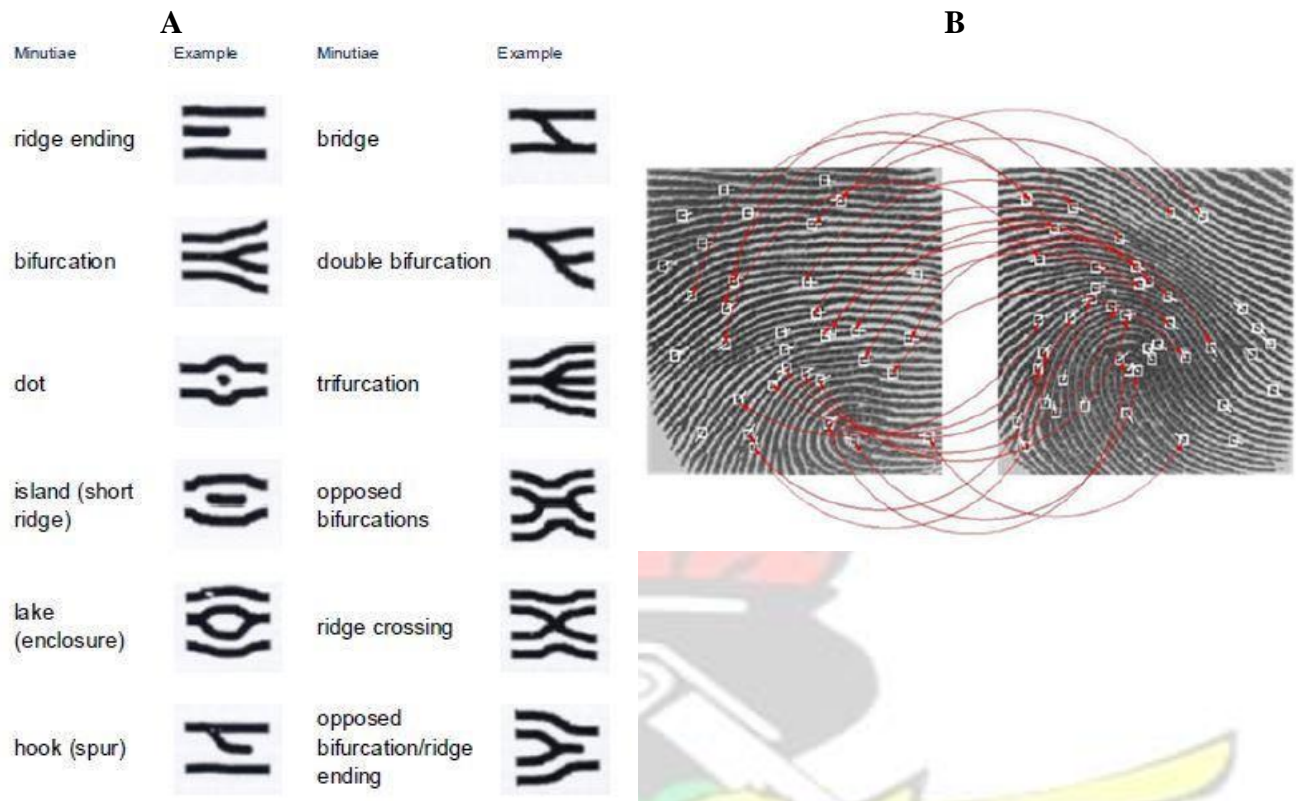 A
B
Minutiae Example Minutiae Example
ridge ending
bridge
bifurcation
double bifurcation
dot
trifurcation
island (short
ridge)
opposed
bifurcations
lake
(enclosure)
ridge crossing
hook (spur)
opposed
bifurcation/ridge
ending